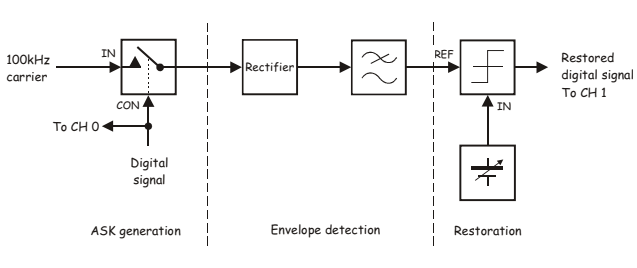 100kHz
carrier
IN
CON
To CH 0
Digital
signal
ASK generation
Rectifier
Envelope detection
REF
IN
Restored
digital signal
To CH 1
Restoration